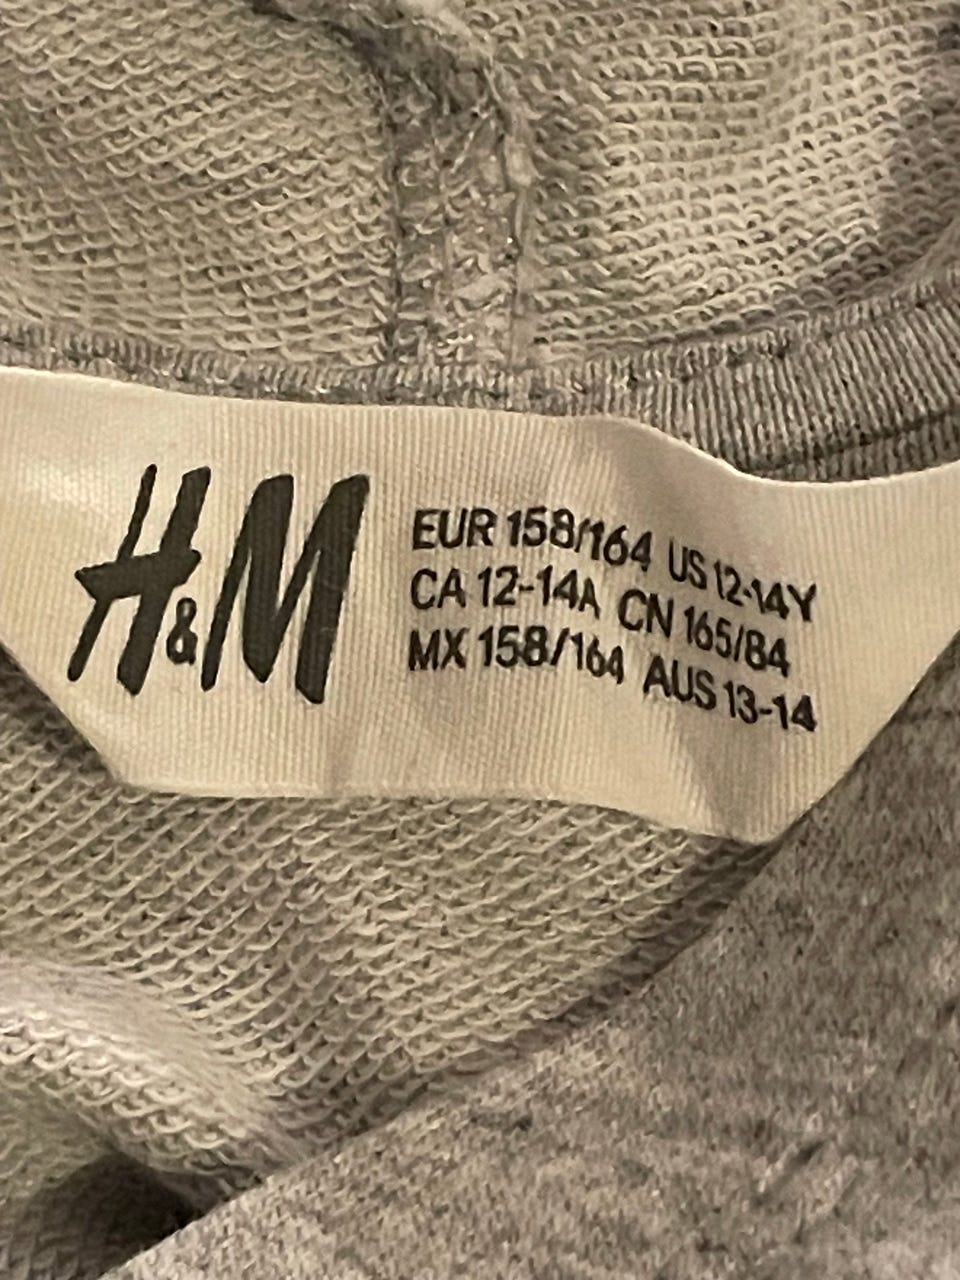 H&M
EUR 158/164 US 12-14Y
CA 12-14A CN 165/84
MX 158/164 AUS 13-14